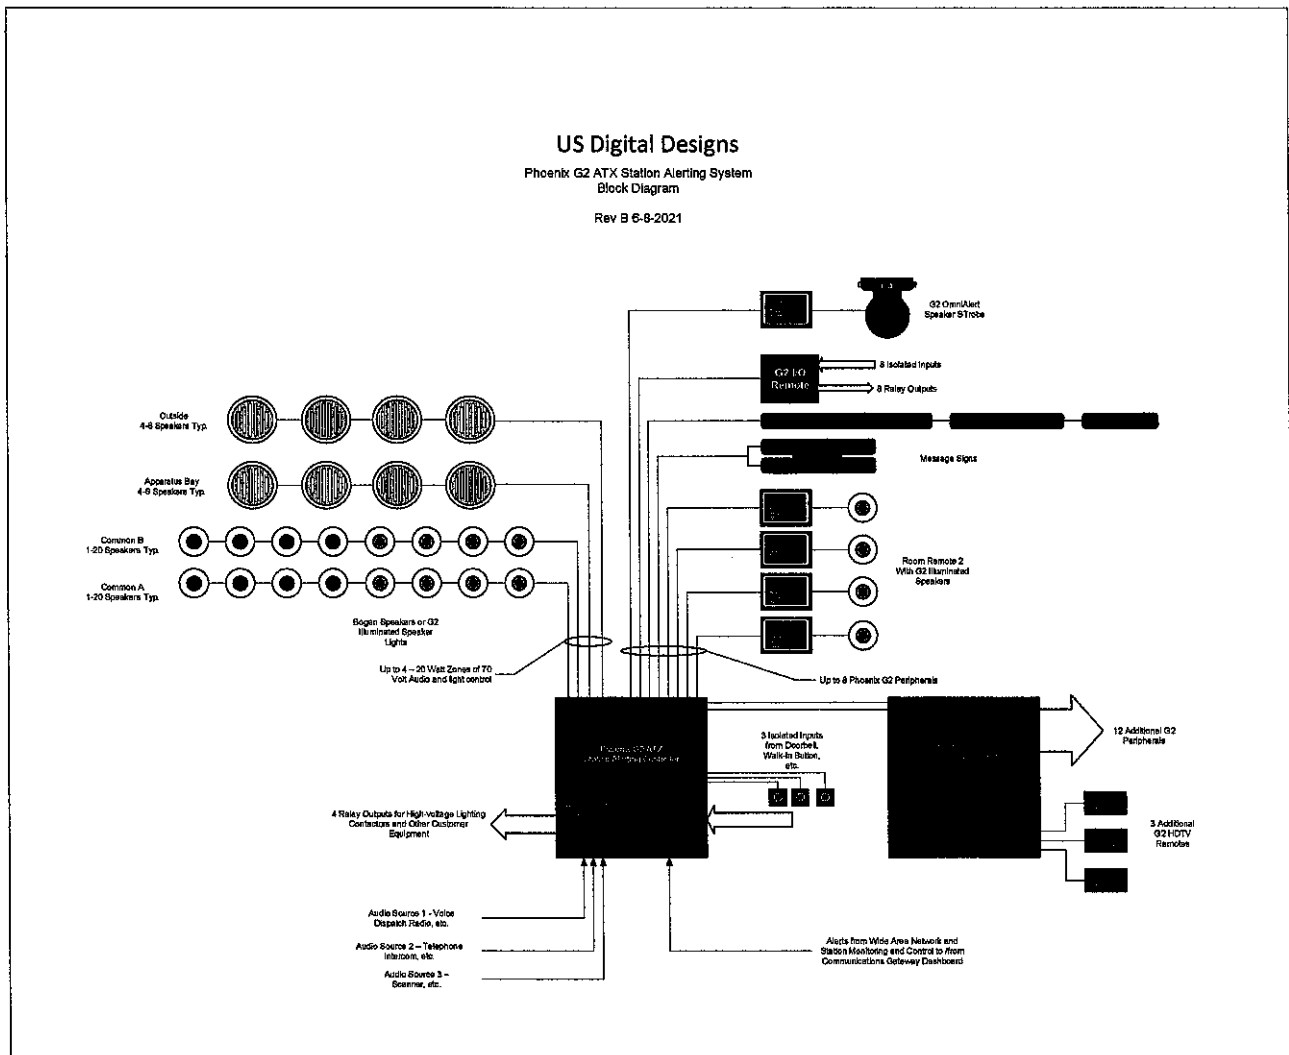 US Digital Designs
Phoenix G2 ATX Station Alerting System
Block Diagram
Rev B 6-8-2021
G2 OmniAlert
Speaker STrobe
G2 I/O
Remote
8 Isolated Inputs
8 Relay Outputs
Outside
4-6 Speakers Typ.
Message Signs
Apparatus Bay
4-6 Speakers Typ.
Common B
1-20 Speakers Typ.
Common A
1-20 Speakers Typ.
Room Remote 2
With G2 Illuminated
Speakers
Bogen Speakers or G2
Illuminated Speaker
Lights
Up to 4 – 20 Watt Zones of 70
Volt Audio and light control
Up to 8 Phoenix G2 Peripherals
Phoenix G2 ATX
Station Alerting Controller
3 Isolated Inputs
from Doorbell,
Walk-In Button,
etc.
12 Additional G2
Peripherals
4 Relay Outputs for High-Voltage Lighting
Contactors and Other Customer
Equipment
3 Additional
G2 HDTV
Remotes
Audio Source 1 - Voice
Dispatch Radio, etc.
Audio Source 2 – Telephone
Intercom, etc.
Audio Source 3 –
Scanner, etc.
Alerts from Wide Area Network and
Station Monitoring and Control to /from
Communications Gateway Dashboard